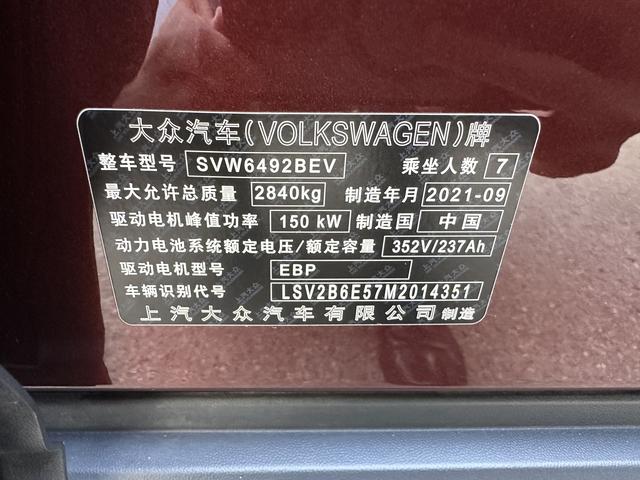 大众汽车(VOLKSWAGEN)牌
整车型号 SVW6492BEV 乘坐人数 7
最大允许总质量 2840kg 制造年月 2021-09
驱动电机峰值功率 150 kW 制造国 中国
动力电池系统额定电压/额定容量 352V/237Ah
驱动电机型号 EBP
车辆识别代号 LSV2B6E57M2014351
上汽大众汽车有限公司 制造